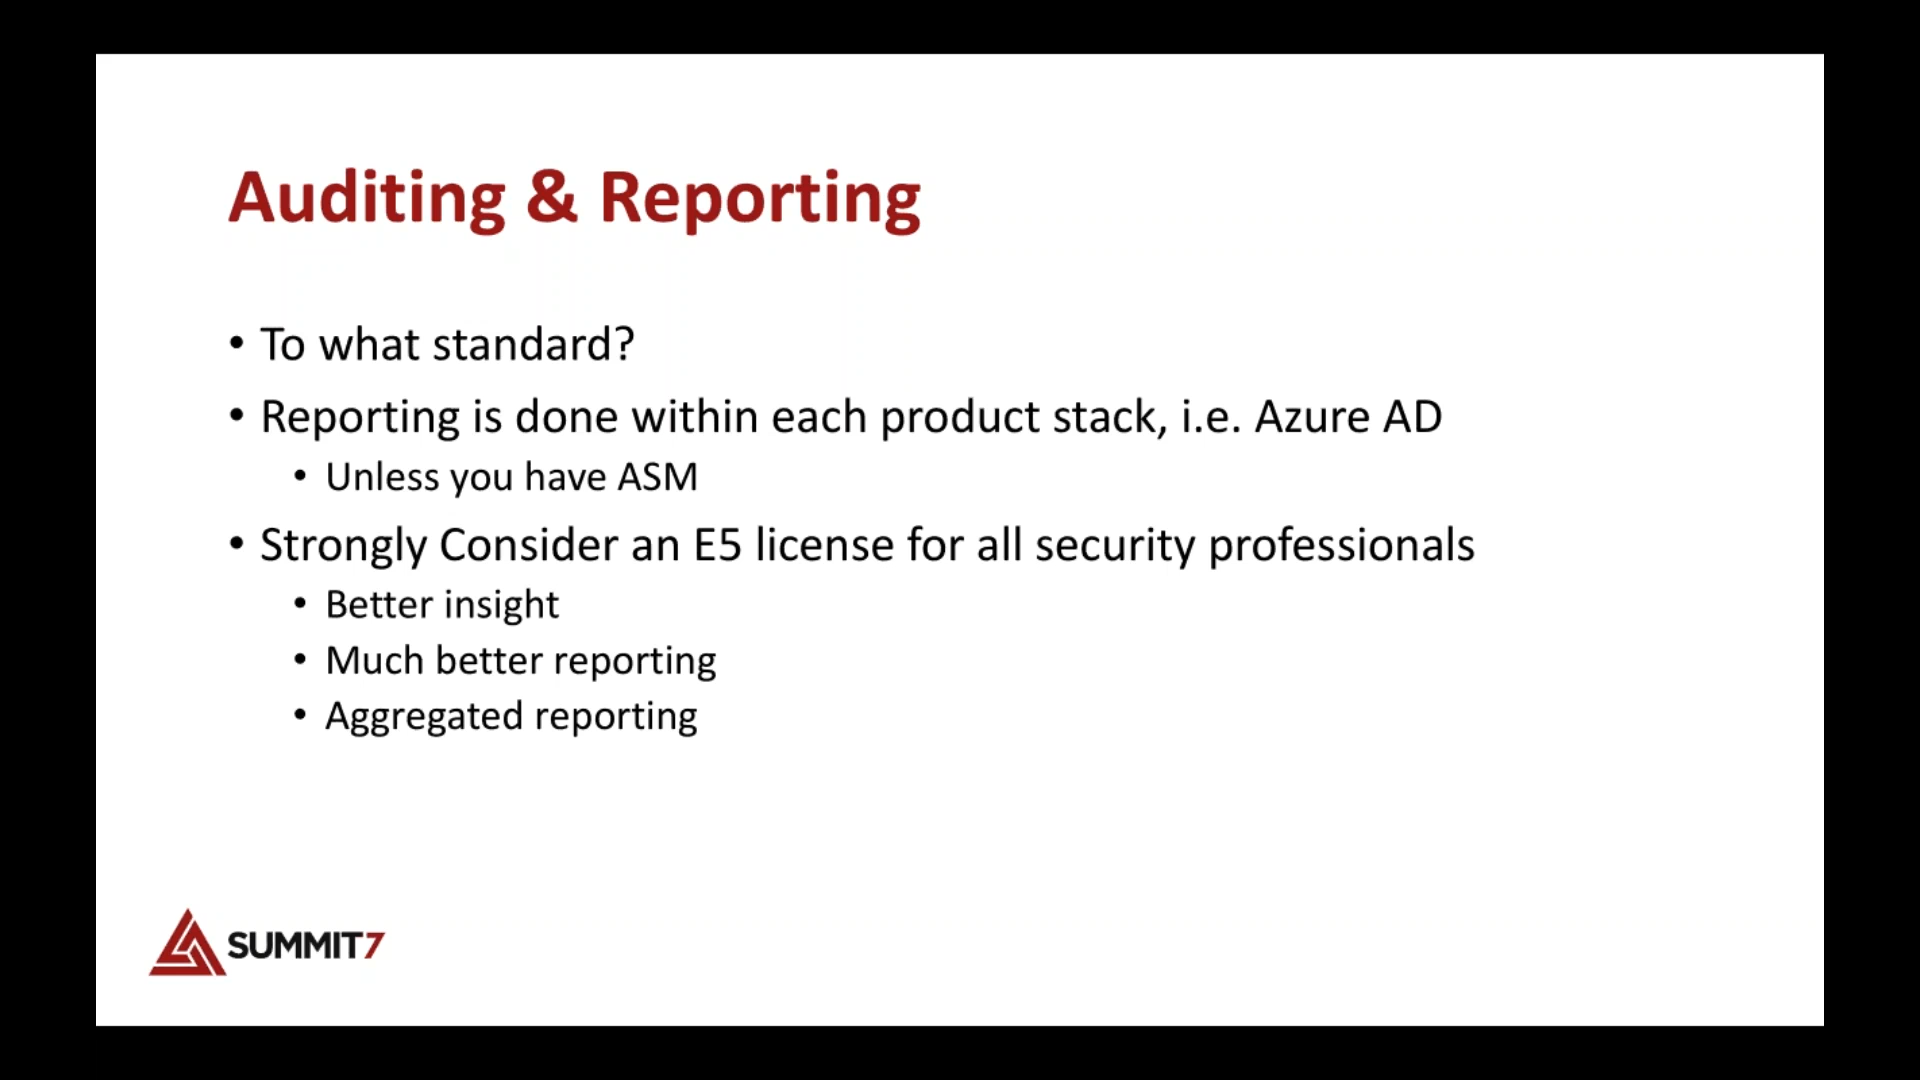 Auditing & Reporting
• To what standard?
• Reporting is done within each product stack, i.e. Azure AD
• Unless you have ASM
• Strongly Consider an E5 license for all security professionals
• Better insight
• Much better reporting
• Aggregated reporting
SUMMIT7